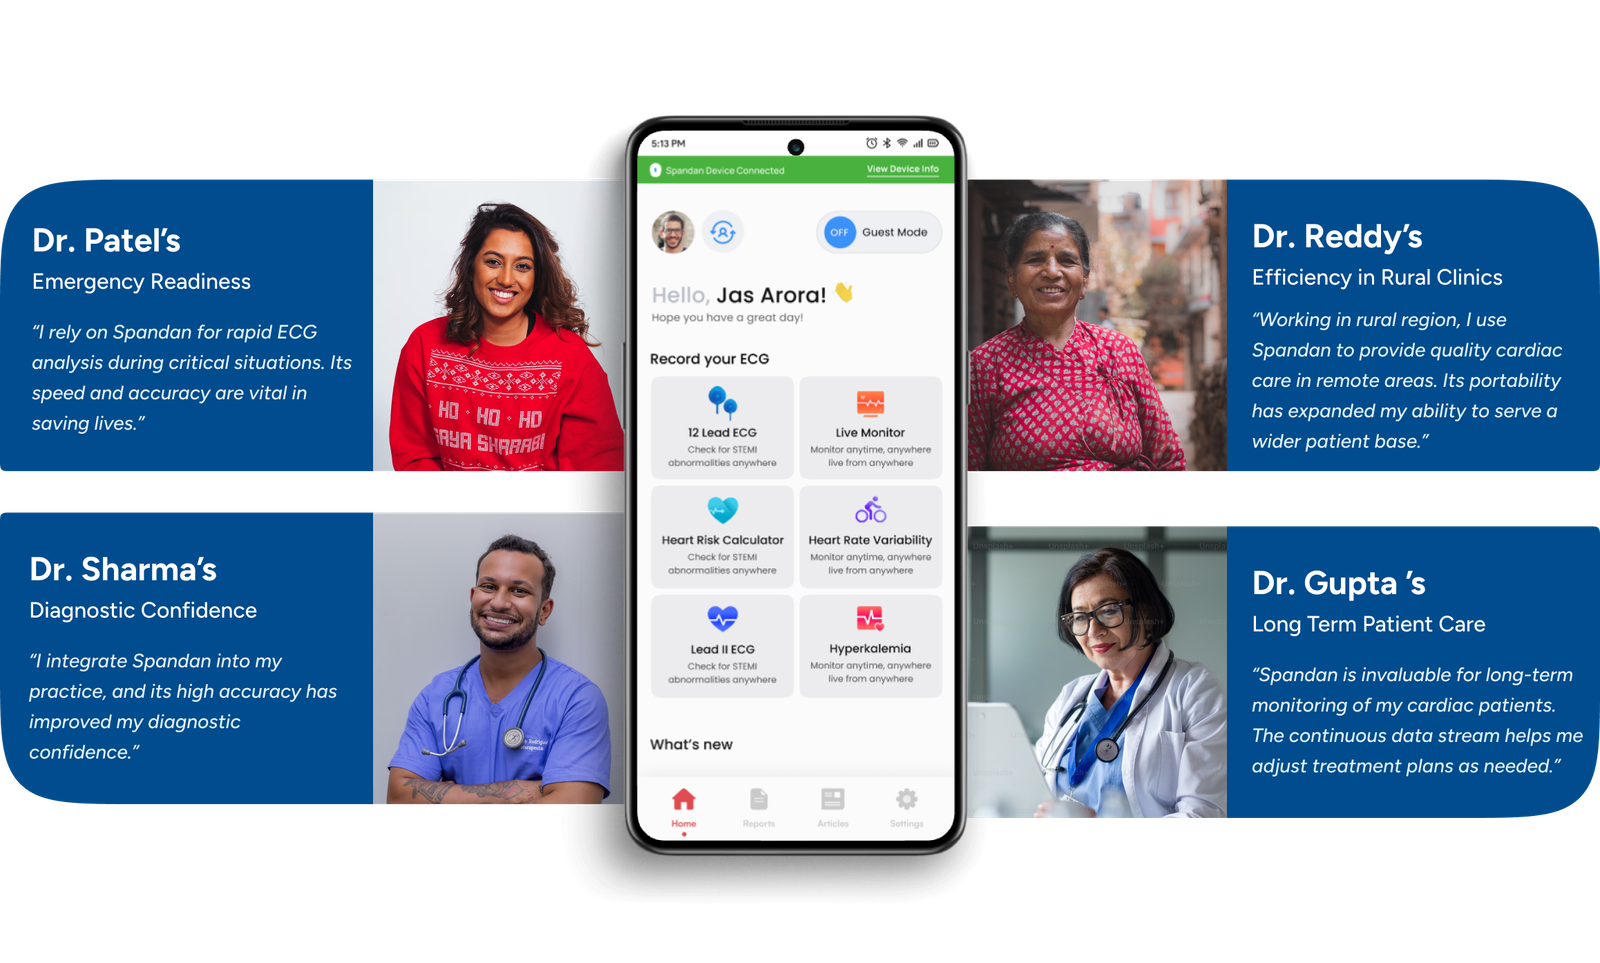 Dr. Patel’s
Emergency Readiness
“I rely on Spandan for rapid ECG
analysis during critical situations. Its
speed and accuracy are vital in
saving lives.”
HO · HO · HO
Dr. Sharma’s
Diagnostic Confidence
“I integrate Spandan into my
practice, and its high accuracy has
improved my diagnostic
confidence.”
5:13 PM
Spandan Device Connected
View Device Info
OFF
Guest Mode
Hello, Jas Arora! 👋
Hope you have a great day!
Record your ECG
12 Lead ECG
Check for STEMI
abnormalities anywhere
Live Monitor
Monitor anytime, anywhere
live from anywhere
Heart Risk Calculator
Check for STEMI
abnormalities anywhere
Heart Rate Variability
Monitor anytime, anywhere
live from anywhere
Lead II ECG
Check for STEMI
abnormalities anywhere
Hyperkalemia
Monitor anytime, anywhere
live from anywhere
What’s new
Home
Reports
Articles
Settings
Dr. Reddy’s
Efficiency in Rural Clinics
“Working in rural region, I use
Spandan to provide quality cardiac
care in remote areas. Its portability
has expanded my ability to serve a
wider patient base.”
Unsplash+
Dr. Gupta ’s
Long Term Patient Care
“Spandan is invaluable for long-term
monitoring of my cardiac patients.
The continuous data stream helps me
adjust treatment plans as needed.”